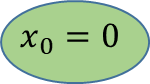 x₀ = 0